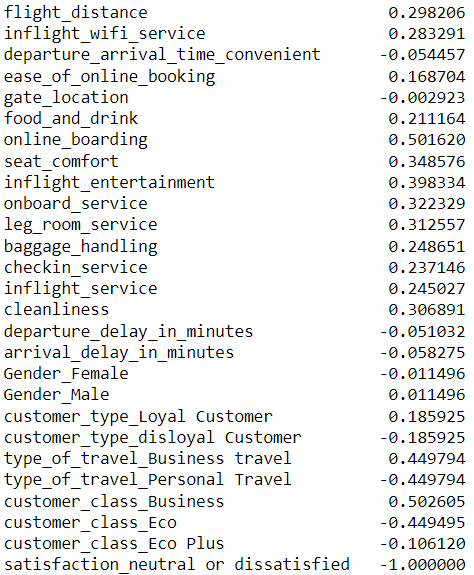 flight_distance 0.298206
inflight_wifi_service 0.283291
departure_arrival_time_convenient -0.054457
ease_of_online_booking 0.168704
gate_location -0.002923
food_and_drink 0.211164
online_boarding 0.501620
seat_comfort 0.348576
inflight_entertainment 0.398334
onboard_service 0.322329
leg_room_service 0.312557
baggage_handling 0.248651
checkin_service 0.237146
inflight_service 0.245027
cleanliness 0.306891
departure_delay_in_minutes -0.051032
arrival_delay_in_minutes -0.058275
Gender_Female -0.011496
Gender_Male 0.011496
customer_type_Loyal Customer 0.185925
customer_type_disloyal Customer -0.185925
type_of_travel_Business travel 0.449794
type_of_travel_Personal Travel -0.449794
customer_class_Business 0.502605
customer_class_Eco -0.449495
customer_class_Eco Plus -0.106120
satisfaction_neutral or dissatisfied -1.000000